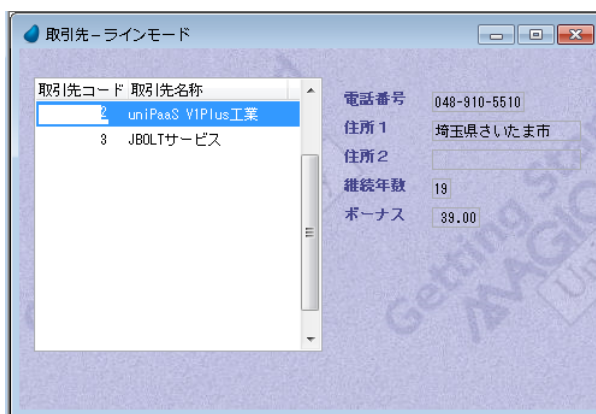 取引先-ラインモード
取引先コード 取引先名称
2 uniPaaS V1Plus工業
3 JBOLTサービス
電話番号 048-910-5510
住所1 埼玉県さいたま市
住所2
継続年数 19
ボーナス 39.00
Getting Star
MAGIC
Uni